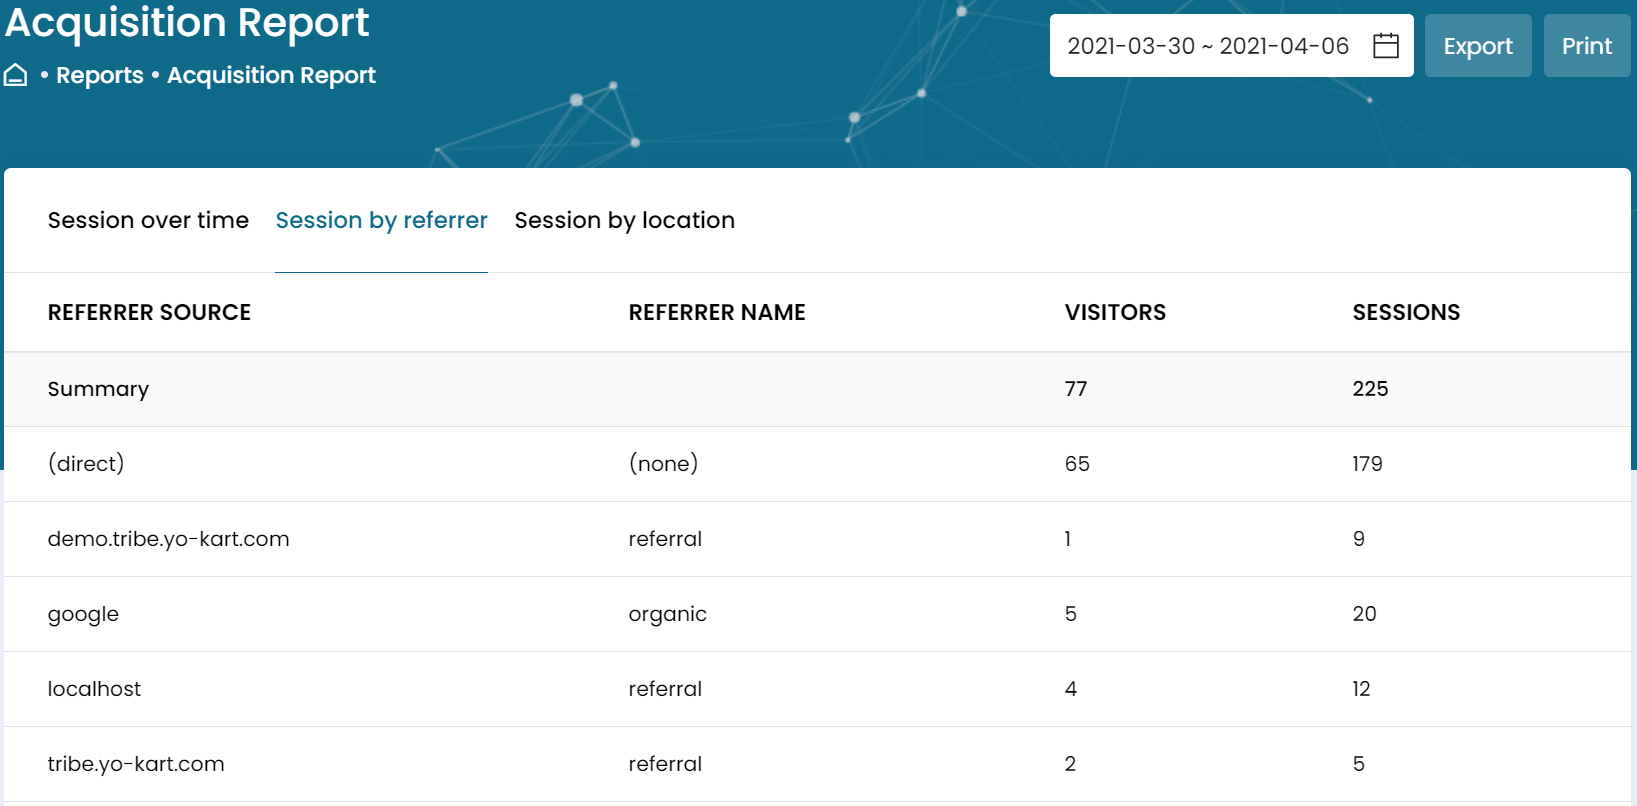 Acquisition Report
• Reports • Acquisition Report
2021-03-30 ~ 2021-04-06
Export
Print
Session over time Session by referrer Session by location
REFERRER SOURCE REFERRER NAME VISITORS SESSIONS
Summary 77 225
(direct) (none) 65 179
demo.tribe.yo-kart.com referral 1 9
google organic 5 20
localhost referral 4 12
tribe.yo-kart.com referral 2 5